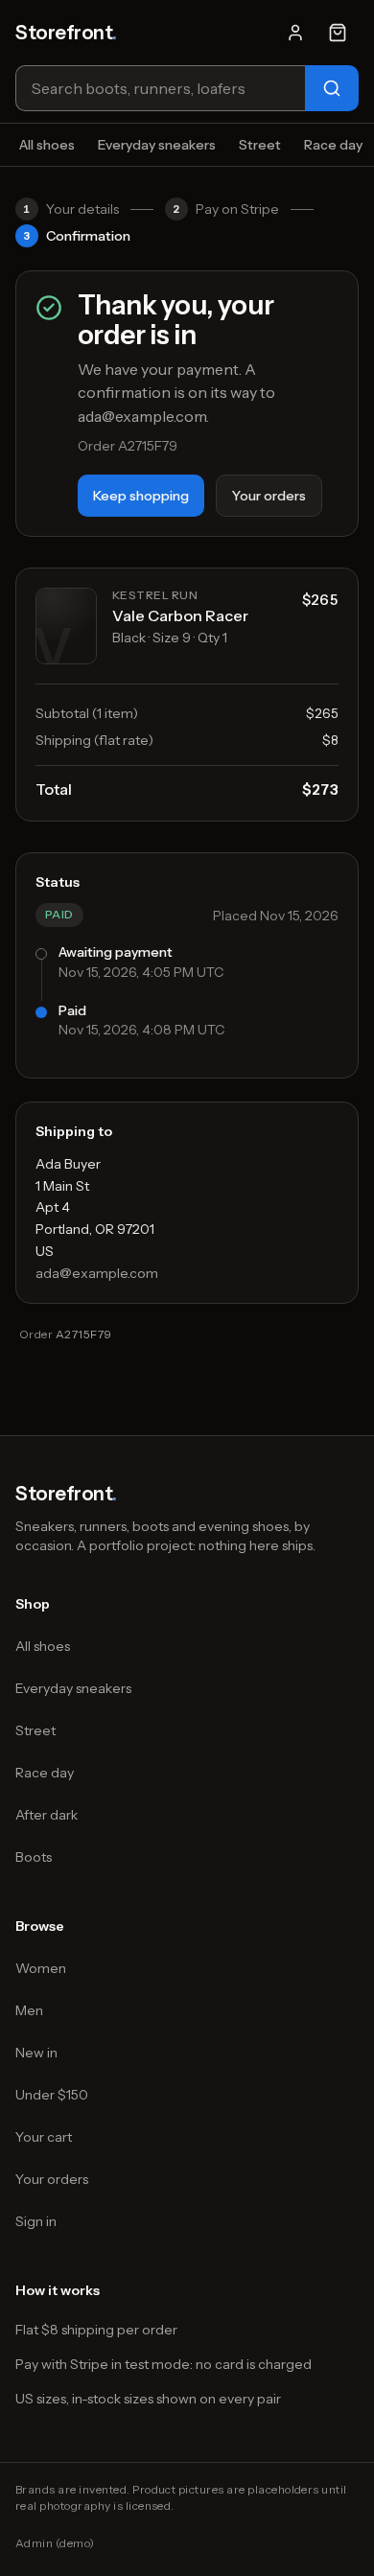 Storefront.
Search boots, runners, loafers
All shoes Everyday sneakers Street Race day
1 Your details 2 Pay on Stripe
3 Confirmation
Thank you, your
order is in
We have your payment. A
confirmation is on its way to
ada@example.com.
Order A2715F79
Keep shopping Your orders
V
KESTREL RUN
$265
Vale Carbon Racer
Black · Size 9 · Qty 1
Subtotal (1 item) $265
Shipping (flat rate) $8
Total $273
Status
PAID Placed Nov 15, 2026
Awaiting payment
Nov 15, 2026, 4:05 PM UTC
Paid
Nov 15, 2026, 4:08 PM UTC
Shipping to
Ada Buyer
1 Main St
Apt 4
Portland, OR 97201
US
ada@example.com
Order A2715F79
Storefront.
Sneakers, runners, boots and evening shoes, by
occasion. A portfolio project: nothing here ships.
Shop
All shoes
Everyday sneakers
Street
Race day
After dark
Boots
Browse
Women
Men
New in
Under $150
Your cart
Your orders
Sign in
How it works
Flat $8 shipping per order
Pay with Stripe in test mode: no card is charged
US sizes, in-stock sizes shown on every pair
Brands are invented. Product pictures are placeholders until
real photography is licensed.
Admin (demo)